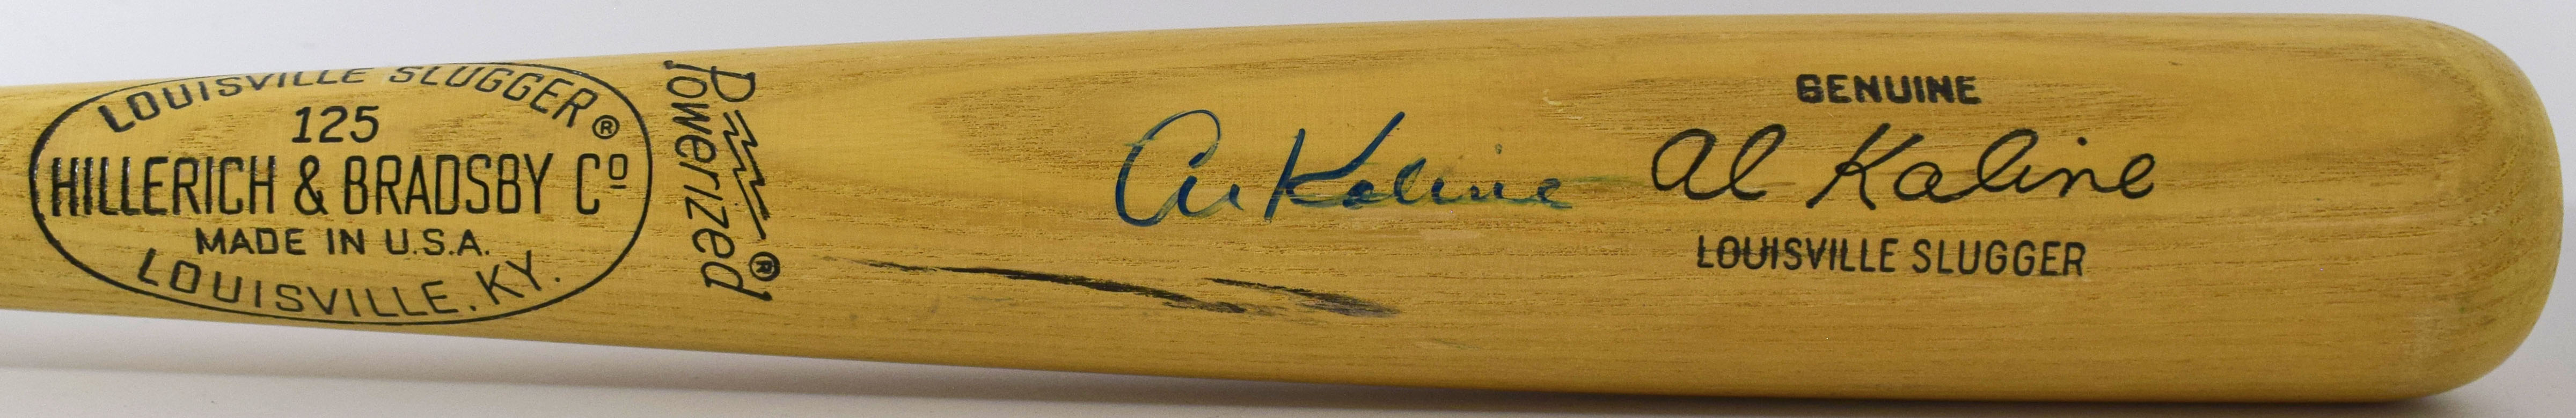 LOUISVILLE SLUGGER®
125
HILLERICH & BRADSBY Cº
MADE IN U.S.A.
LOUISVILLE, KY.
Powerized®
Al Kaline
GENUINE
Al Kaline
LOUISVILLE SLUGGER